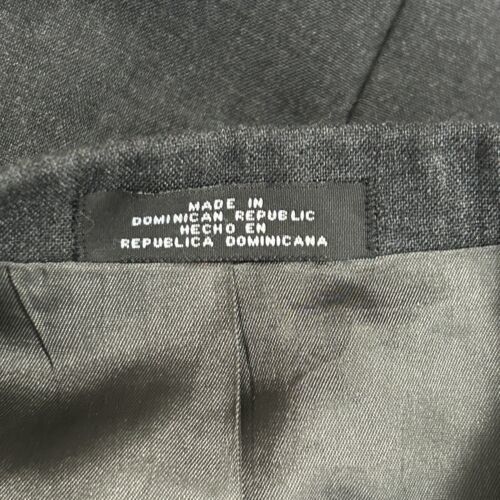 MADE IN
DOMINICAN REPUBLIC
HECHO EN
REPUBLICA DOMINICANA